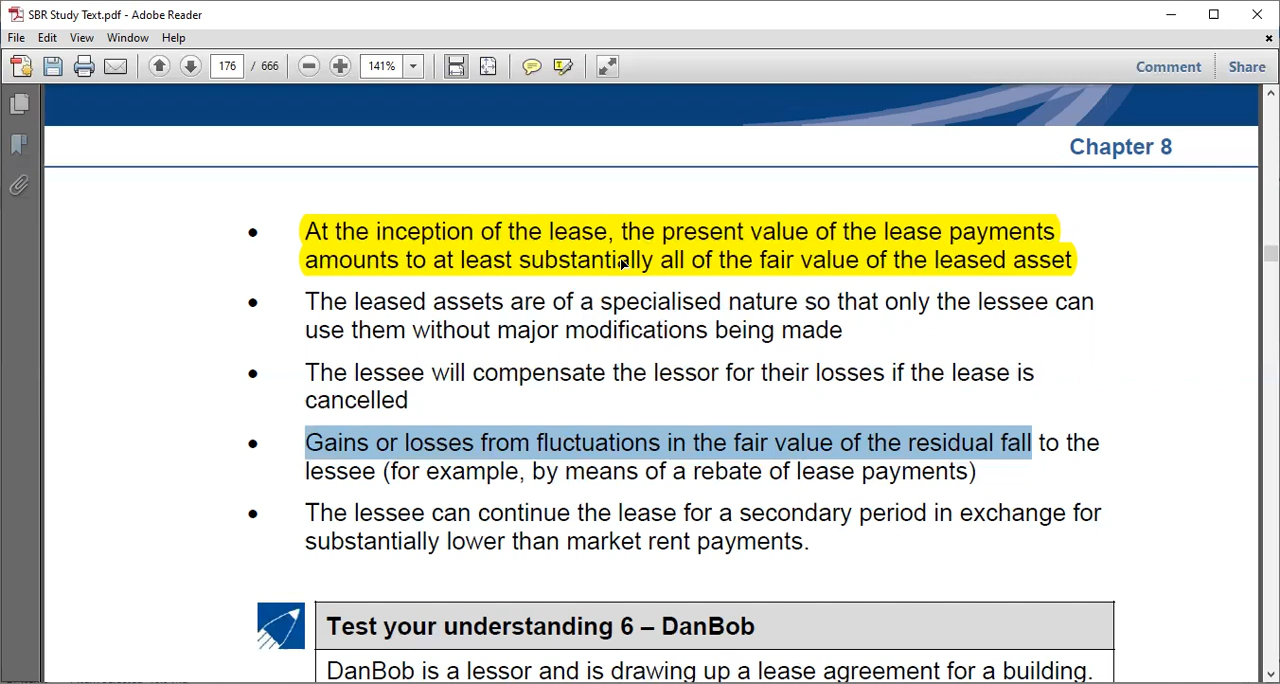 SBR Study Text.pdf - Adobe Reader
File Edit View Window Help
176 / 666 141% Comment Share
Chapter 8
• At the inception of the lease, the present value of the lease payments
amounts to at least substantially all of the fair value of the leased asset
• The leased assets are of a specialised nature so that only the lessee can
use them without major modifications being made
• The lessee will compensate the lessor for their losses if the lease is
cancelled
• Gains or losses from fluctuations in the fair value of the residual fall to the
lessee (for example, by means of a rebate of lease payments)
• The lessee can continue the lease for a secondary period in exchange for
substantially lower than market rent payments.
Test your understanding 6 – DanBob
DanBob is a lessor and is drawing up a lease agreement for a building.